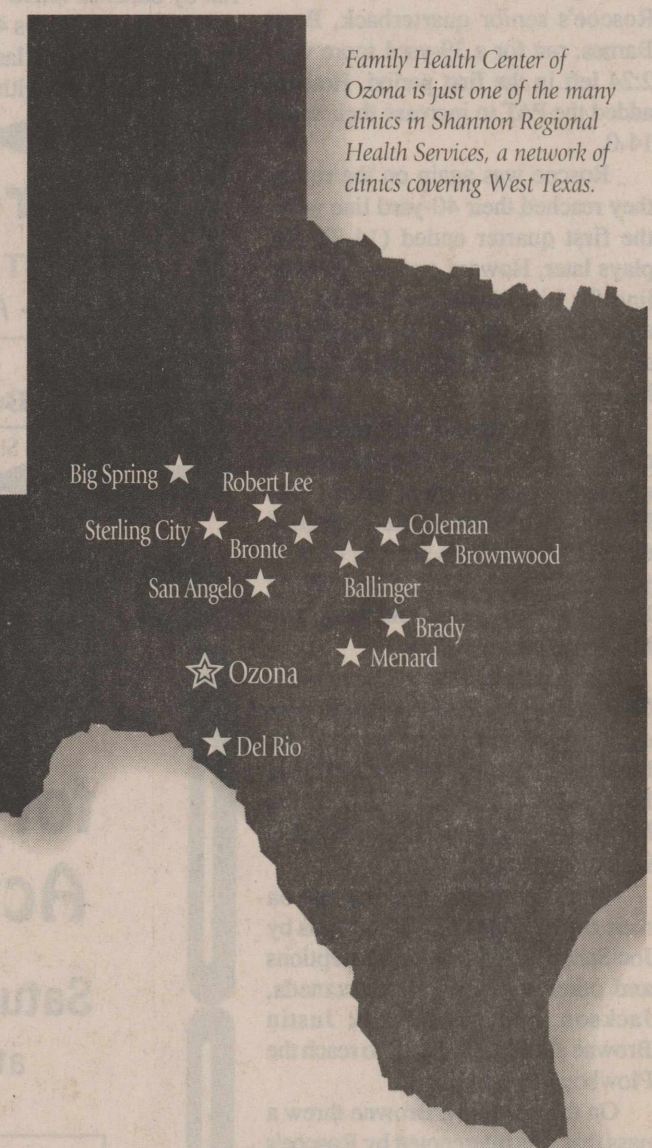 Family Health Center of
Ozona is just one of the many
clinics in Shannon Regional
Health Services, a network of
clinics covering West Texas.
Big Spring
Robert Lee
Sterling City
Bronte
Coleman
Brownwood
San Angelo
Ballinger
Brady
Menard
Ozona
Del Rio